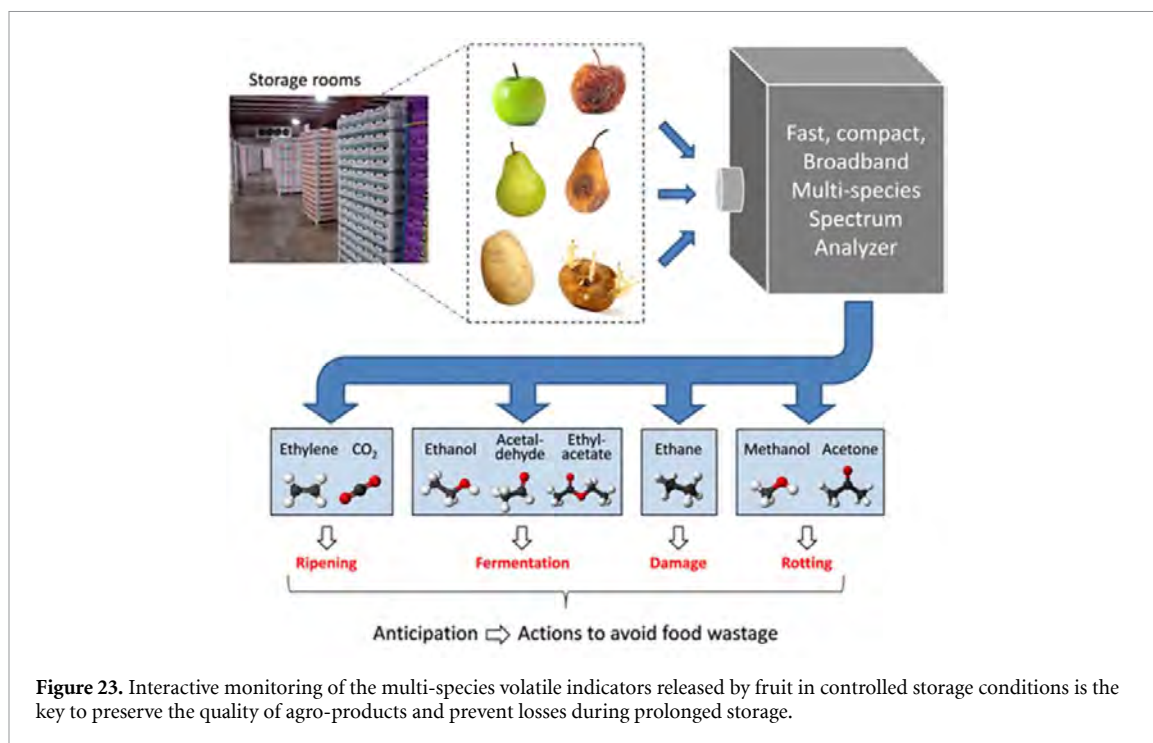 Storage rooms
Fast, compact,
Broadband
Multi-species
Spectrum
Analyzer
Ethylene CO₂
Ethanol Acetal-
dehyde Ethyl-
acetate
Ethane
Methanol Acetone
Ripening
Fermentation
Damage
Rotting
Anticipation ⇨ Actions to avoid food wastage
Figure 23. Interactive monitoring of the multi-species volatile indicators released by fruit in controlled storage conditions is the
key to preserve the quality of agro-products and prevent losses during prolonged storage.